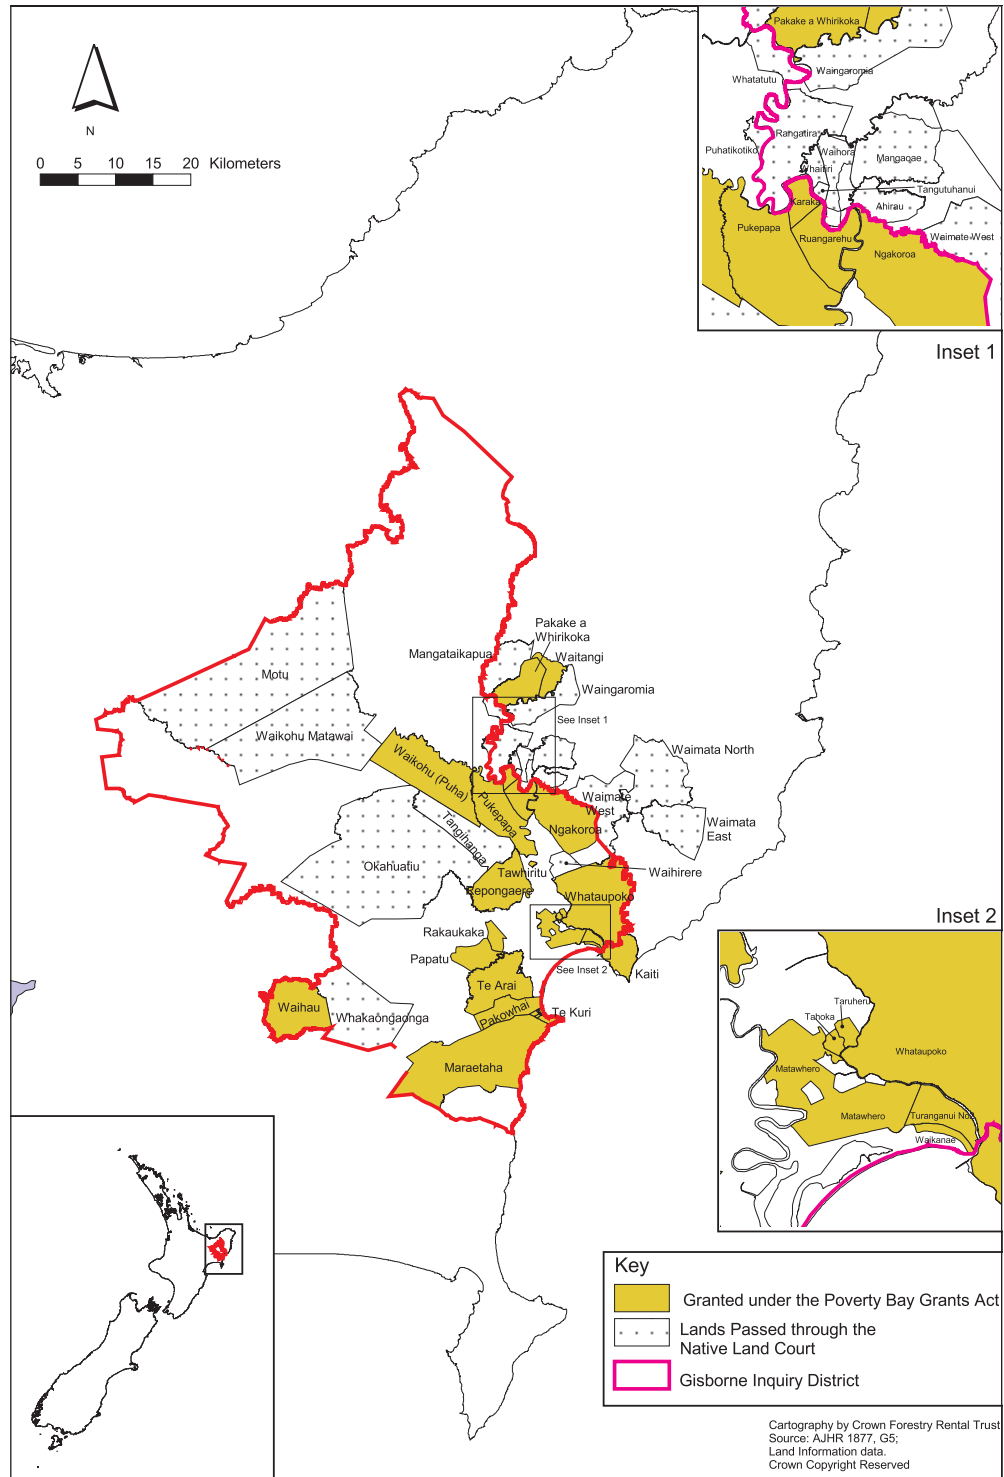 N
0 5 10 15 20 Kilometers
Pakake a Whirikoka
Whatatutu
Waingaromia
Rangatira
Puhatikotiko
Waihora
Mangaoae
Whaitiri
Tangutuhanui
Karaka
Ahirau
Pukepapa
Ruangarehu
Waimate West
Ngakoroa
Inset 1
Pakake a
Whirikoka
Mangataikapua
Waitangi
Waingaromia
Motu
See Inset 1
Waikohu Matawai
Waimata North
Waikohu (Puha)
Pukepapa
Waimate
West
Tangihanga
Ngakoroa
Waimata
East
Okahuatiu
Tawhiritu
Waihirere
Repongaere
Whataupoko
Rakaukaka
Papatu
See Inset 2
Kaiti
Te Arai
Waihau
Whakaongaonga
Pakowhai
Te Kuri
Maraetaha
Inset 2
Taruheru
Tahoka
Whataupoko
Matawhero
Matawhero
Turanganui No2
Waikanae
Key
Granted under the Poverty Bay Grants Act
Lands Passed through the
Native Land Court
Gisborne Inquiry District
Cartography by Crown Forestry Rental Trust
Source: AJHR 1877, G5;
Land Information data.
Crown Copyright Reserved